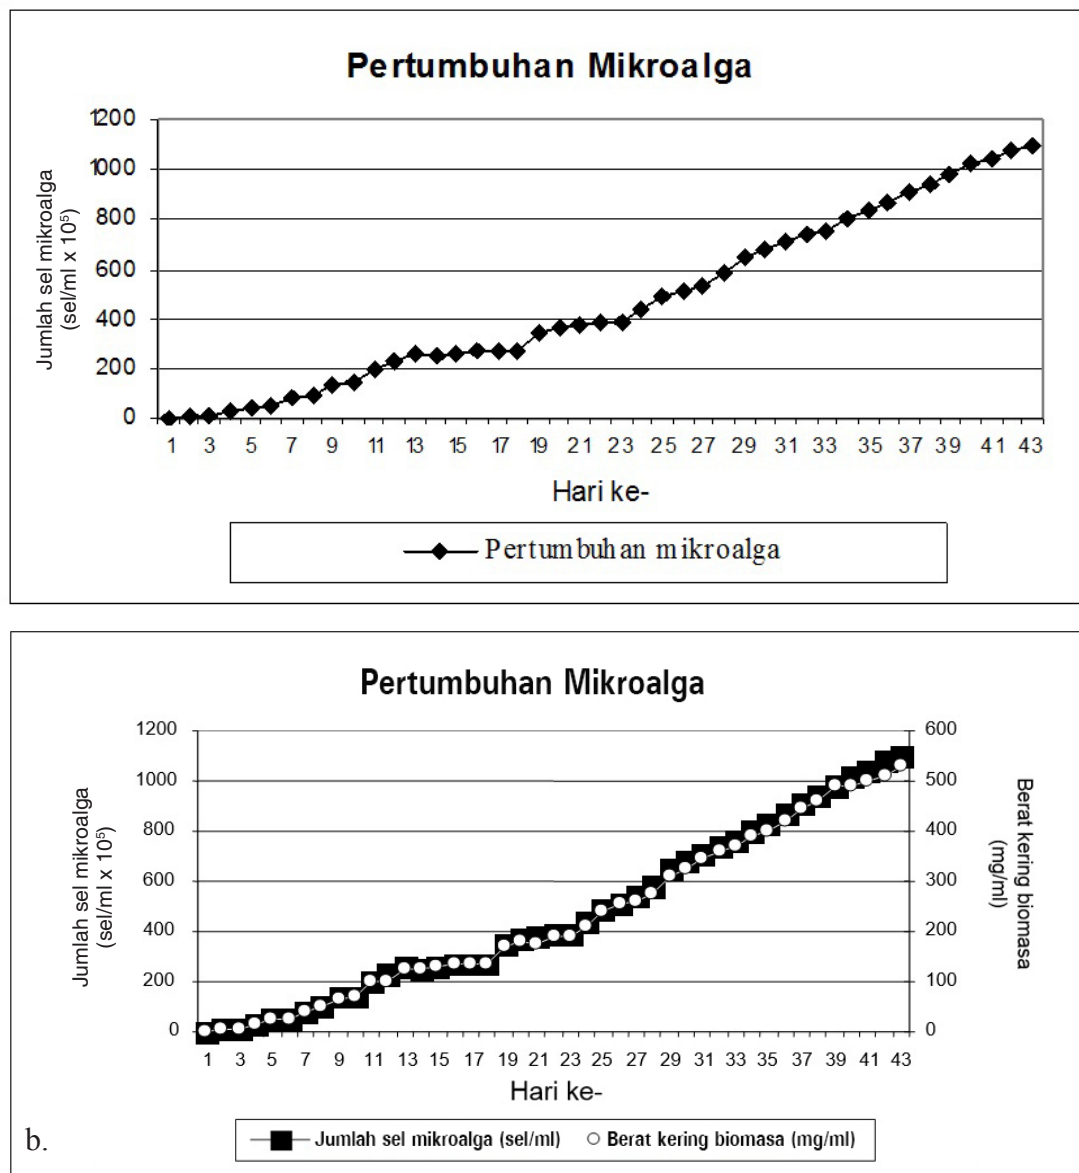 Pertumbuhan Mikroalga
1200
1000
800
600
400
200
0
Jumlah sel mikroalga
(sel/ml x 10⁵)
1 3 5 7 9 11 13 15 17 19 21 23 25 27 29 31 33 35 37 39 41 43
Hari ke-
Pertumbuhan mikroalga
Pertumbuhan Mikroalga
1200
1000
800
600
400
200
0
Jumlah sel mikroalga
(sel/ml x 10⁵)
600
500
400
300
200
100
0
Berat kering biomasa
(mg/ml)
1 3 5 7 9 11 13 15 17 19 21 23 25 27 29 31 33 35 37 39 41 43
Hari ke-
b.
Jumlah sel mikroalga (sel/ml) Berat kering biomasa (mg/ml)